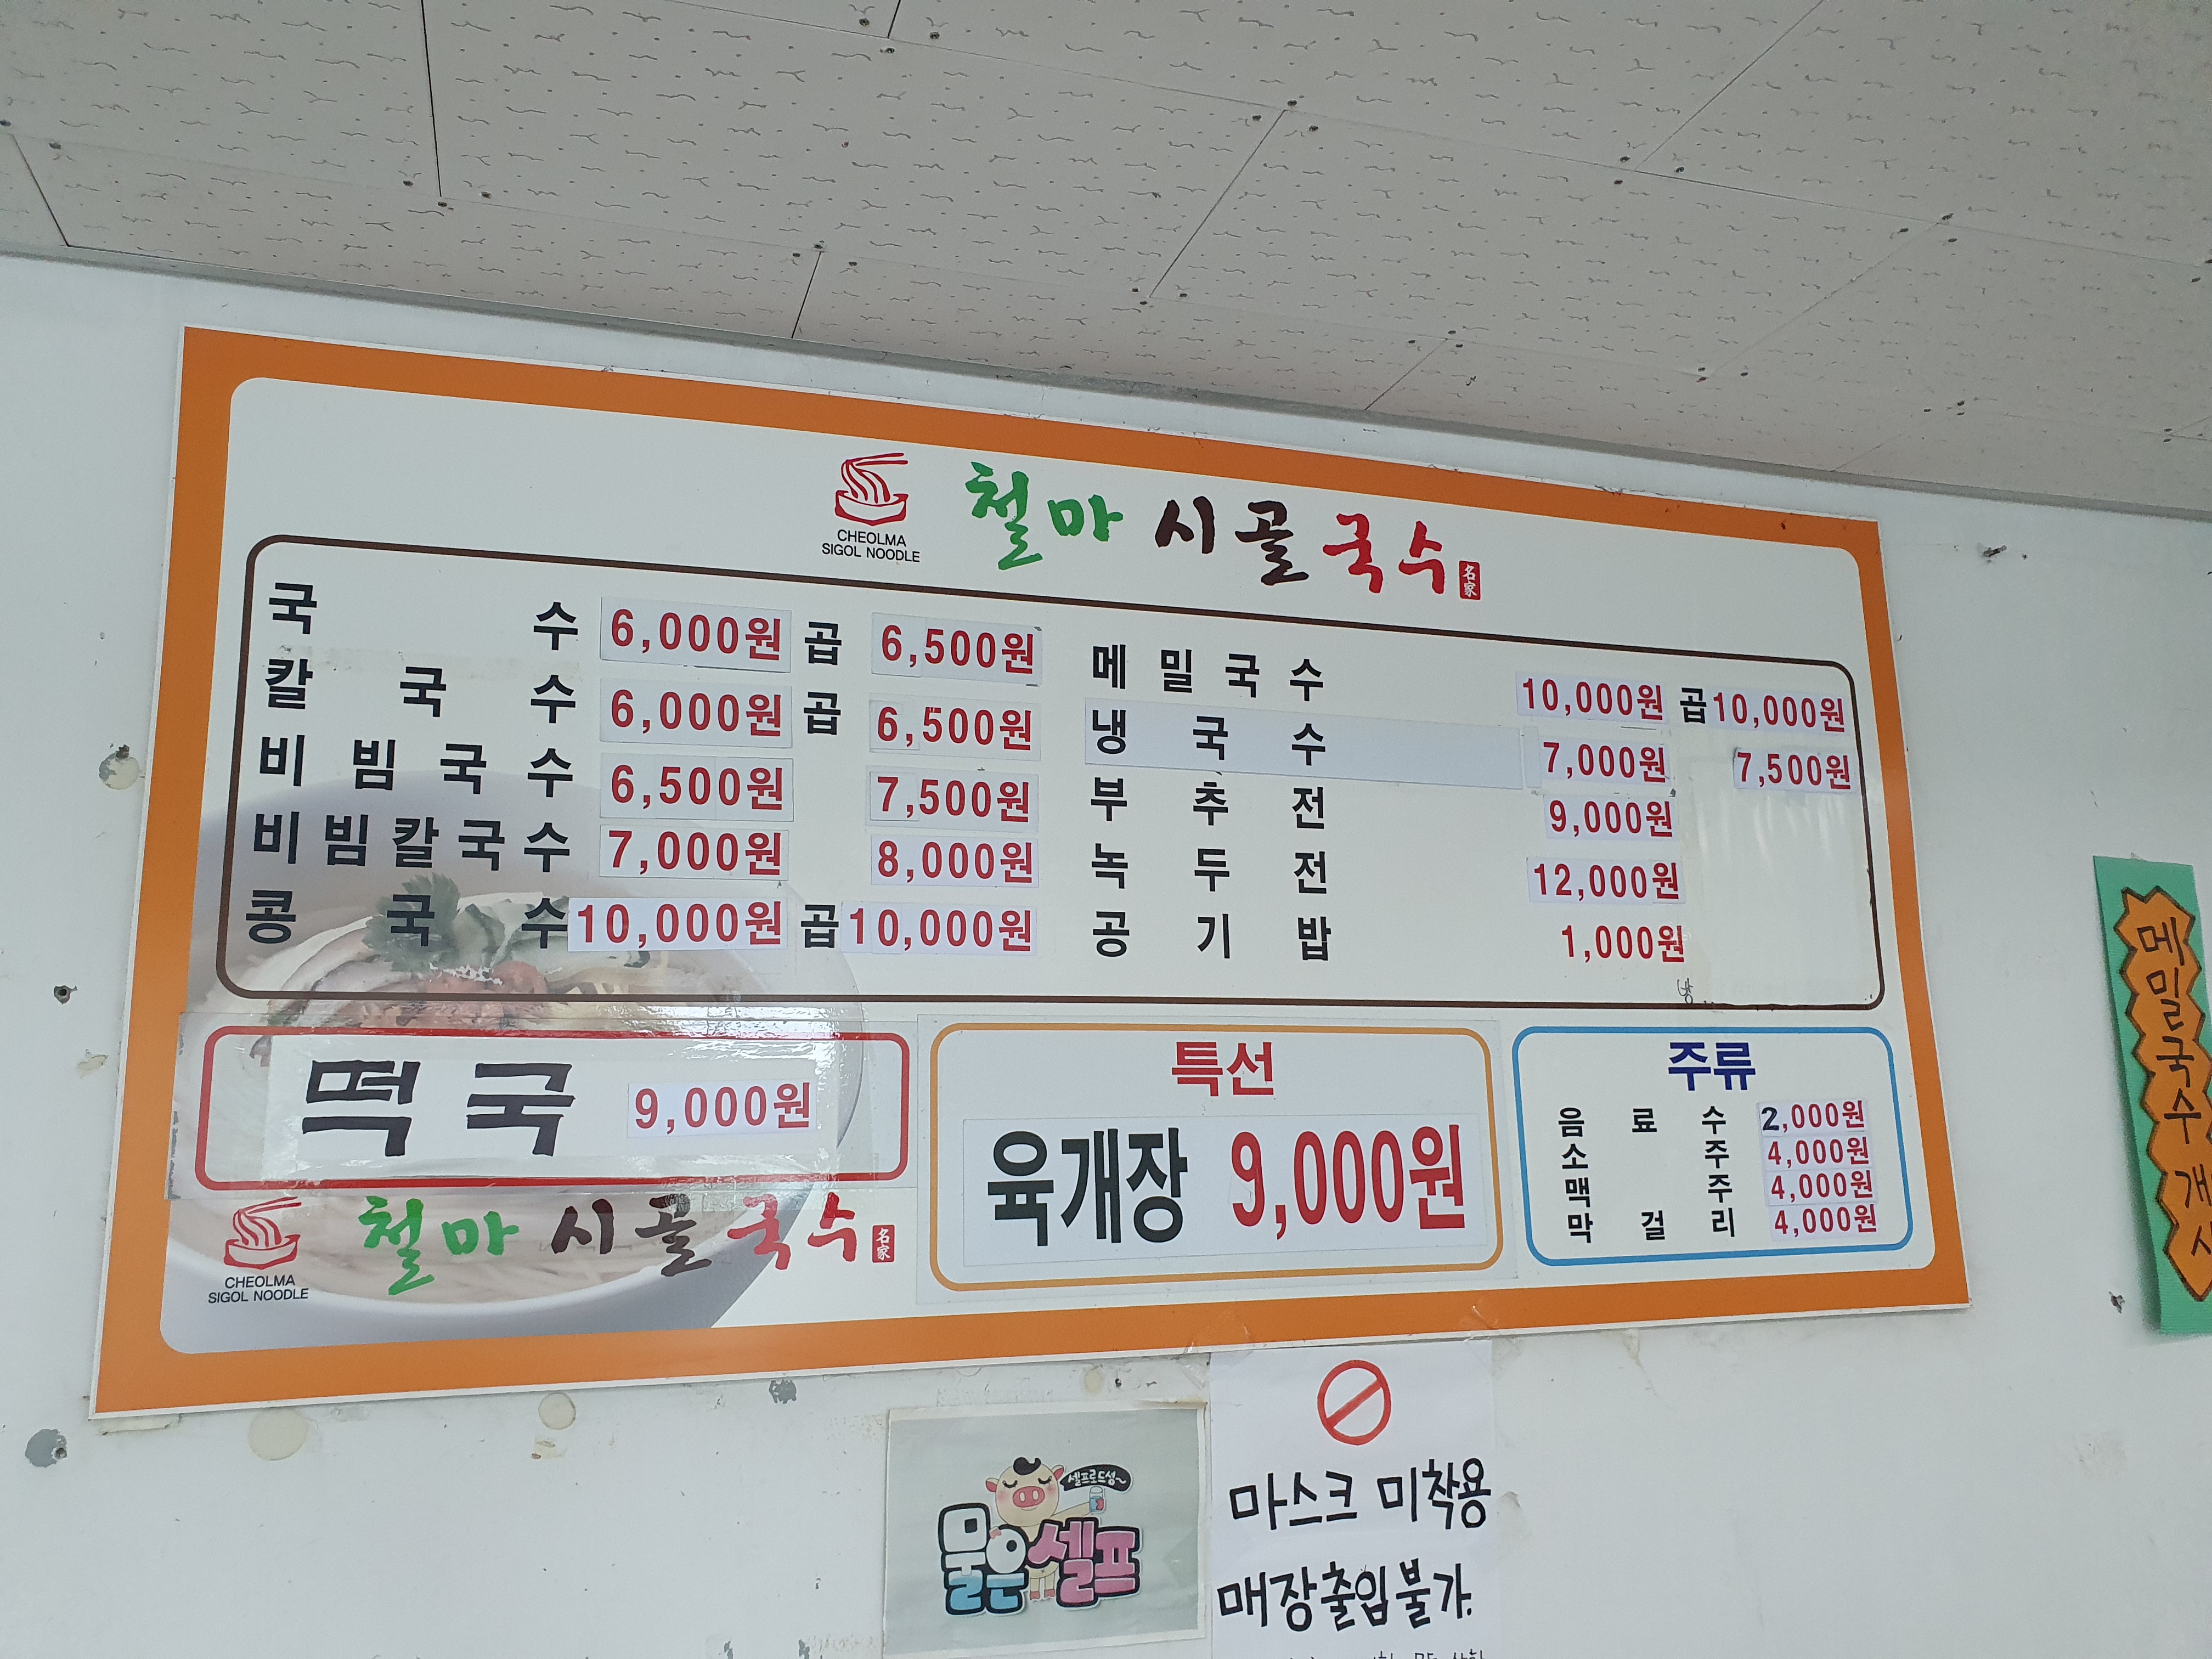 CHEOLMA
SIGOL NOODLE
철마 시골 국수 名家
국수 6,000원 곱 6,500원
칼국수 6,000원 곱 6,500원
비빔국수 6,500원 7,500원
비빔칼국수 7,000원 8,000원
콩국수 10,000원 곱 10,000원
메밀국수 10,000원 곱 10,000원
냉국수 7,000원 7,500원
부추전 9,000원
녹두전 12,000원
공기밥 1,000원
떡국 9,000원
CHEOLMA
SIGOL NOODLE
철마 시골 국수 名家
특선
육개장 9,000원
주류
음료수 2,000원
소주 4,000원
맥주 4,000원
막걸리 4,000원
메밀국수 개시
셀프로드셩~
물은 셀프
마스크 미착용
매장출입불가.